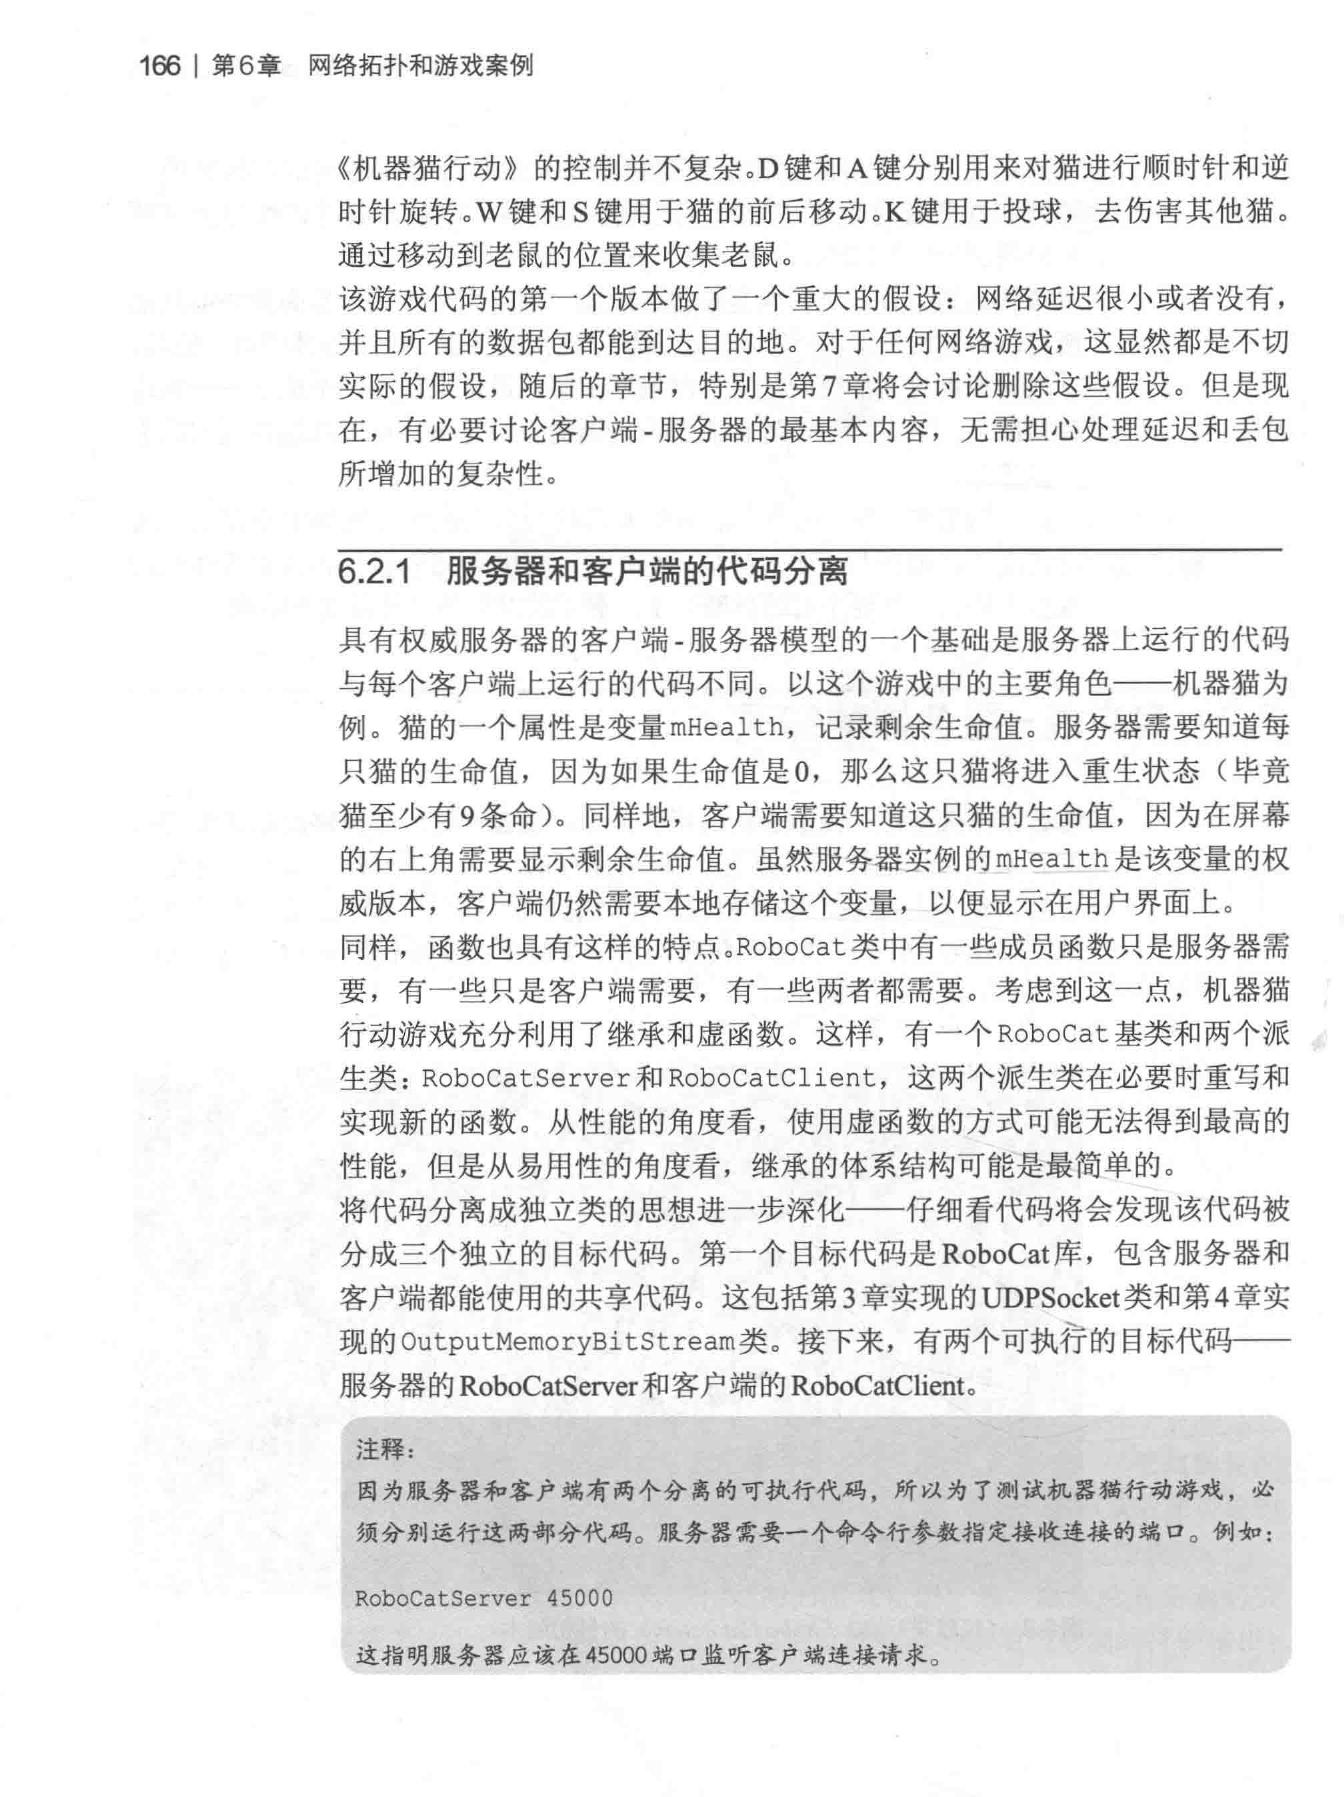 166 | 第6章 网络拓扑和游戏案例
《机器猫行动》的控制并不复杂。D键和A键分别用来对猫进行顺时针和逆
时针旋转。W键和S键用于猫的前后移动。K键用于投球，去伤害其他猫。
通过移动到老鼠的位置来收集老鼠。
该游戏代码的第一个版本做了一个重大的假设：网络延迟很小或者没有，
并且所有的数据包都能到达目的地。对于任何网络游戏，这显然都是不切
实际的假设，随后的章节，特别是第7章将会讨论删除这些假设。但是现
在，有必要讨论客户端-服务器的最基本内容，无需担心处理延迟和丢包
所增加的复杂性。
6.2.1 服务器和客户端的代码分离
具有权威服务器的客户端-服务器模型的一个基础是服务器上运行的代码
与每个客户端上运行的代码不同。以这个游戏中的主要角色——机器猫为
例。猫的一个属性是变量mHealth，记录剩余生命值。服务器需要知道每
只猫的生命值，因为如果生命值是0，那么这只猫将进入重生状态（毕竟
猫至少有9条命）。同样地，客户端需要知道这只猫的生命值，因为在屏幕
的右上角需要显示剩余生命值。虽然服务器实例的mHealth是该变量的权
威版本，客户端仍然需要本地存储这个变量，以便显示在用户界面上。
同样，函数也具有这样的特点。RoboCat类中有一些成员函数只是服务器需
要，有一些只是客户端需要，有一些两者都需要。考虑到这一点，机器猫
行动游戏充分利用了继承和虚函数。这样，有一个RoboCat基类和两个派
生类：RoboCatServer和RoboCatClient，这两个派生类在必要时重写和
实现新的函数。从性能的角度看，使用虚函数的方式可能无法得到最高的
性能，但是从易用性的角度看，继承的体系结构可能是最简单的。
将代码分离成独立类的思想进一步深化——仔细看代码将会发现该代码被
分成三个独立的目标代码。第一个目标代码是RoboCat库，包含服务器和
客户端都能使用的共享代码。这包括第3章实现的UDPSocket类和第4章实
现的OutputMemoryBitStream类。接下来，有两个可执行的目标代码——
服务器的RoboCatServer和客户端的RoboCatClient。
注释：
因为服务器和客户端有两个分离的可执行代码，所以为了测试机器猫行动游戏，必
须分别运行这两部分代码。服务器需要一个命令行参数指定接收连接的端口。例如：
RoboCatServer 45000
这指明服务器应该在45000端口监听客户端连接请求。